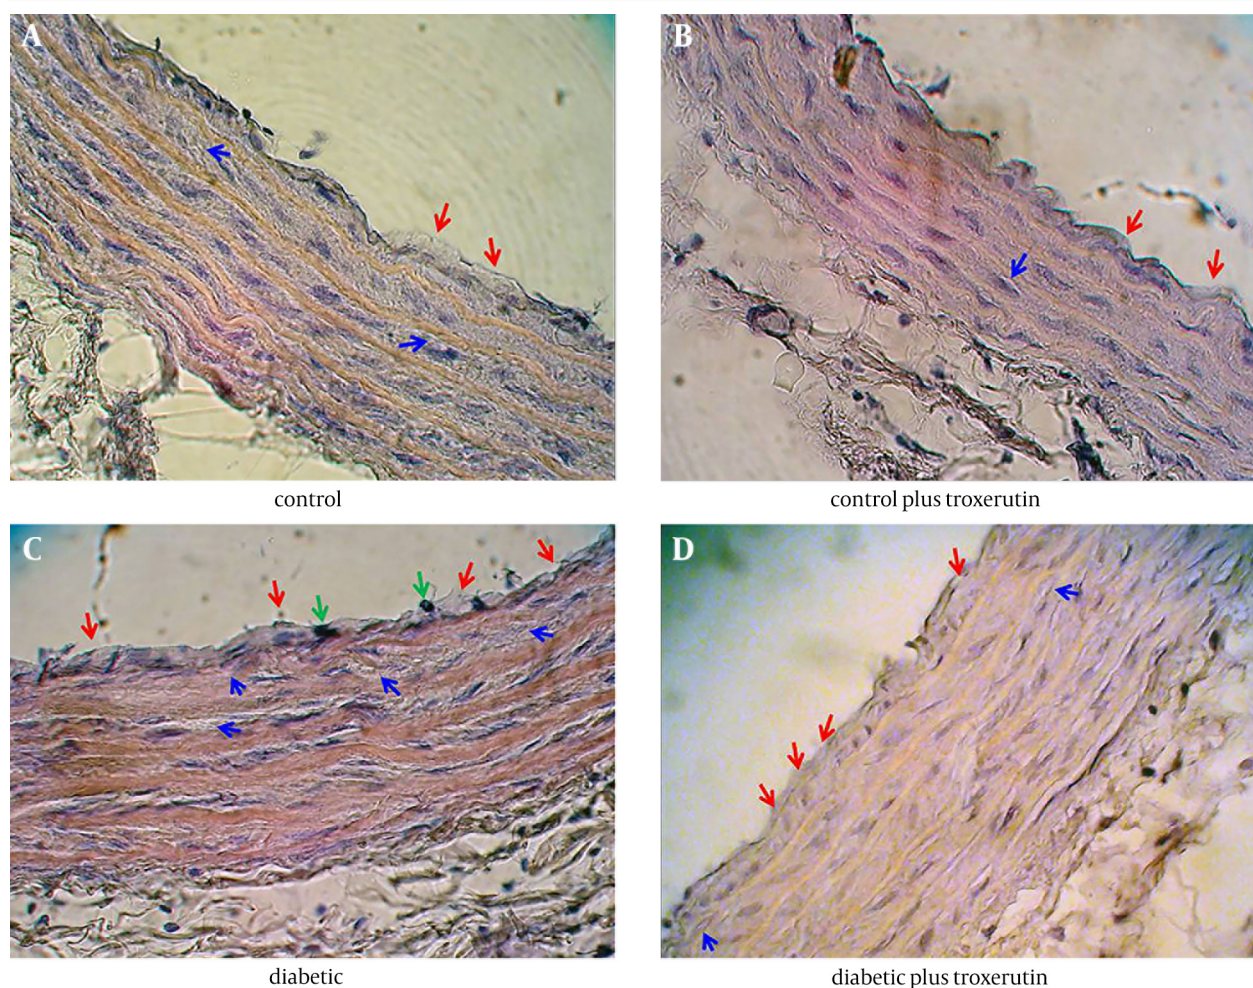 A
B
control
control plus troxerutin
C
D
diabetic
diabetic plus troxerutin